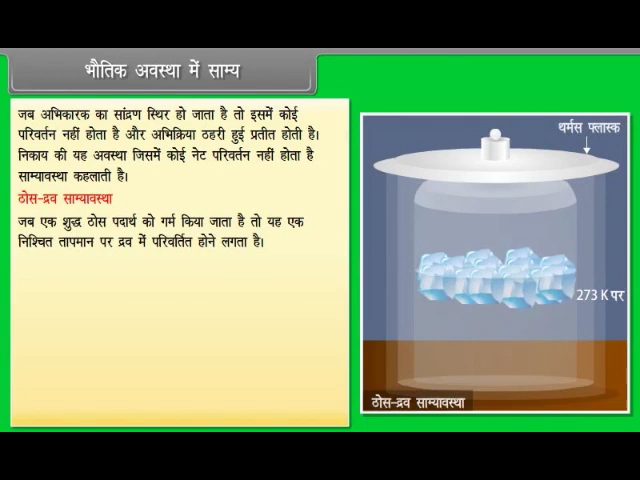 भौतिक अवस्था में साम्य
जब अभिकारक का सांद्रण स्थिर हो जाता है तो इसमें कोई
परिवर्तन नहीं होता है और अभिक्रिया ठहरी हुई प्रतीत होती है।
निकाय की यह अवस्था जिसमें कोई नेट परिवर्तन नहीं होता है
साम्यावस्था कहलाती है।
ठोस-द्रव साम्यावस्था
जब एक शुद्ध ठोस पदार्थ को गर्म किया जाता है तो यह एक
निश्चित तापमान पर द्रव में परिवर्तित होने लगता है।
थर्मस फ्लास्क
273 K पर
ठोस-द्रव साम्यावस्था